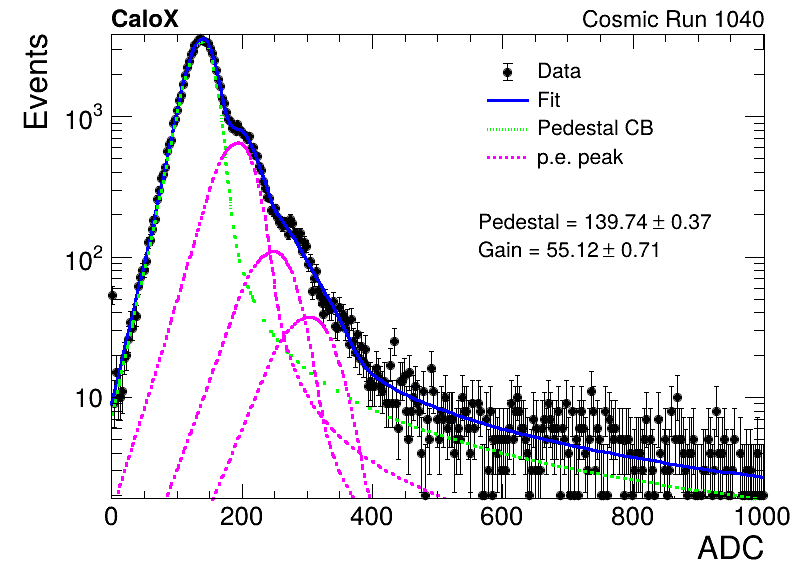 CaloX
Cosmic Run 1040
Events
Data
Fit
Pedestal CB
p.e. peak
Pedestal = 139.74 ± 0.37
Gain = 55.12 ± 0.71
10³
10²
10
0 200 400 600 800 1000
ADC